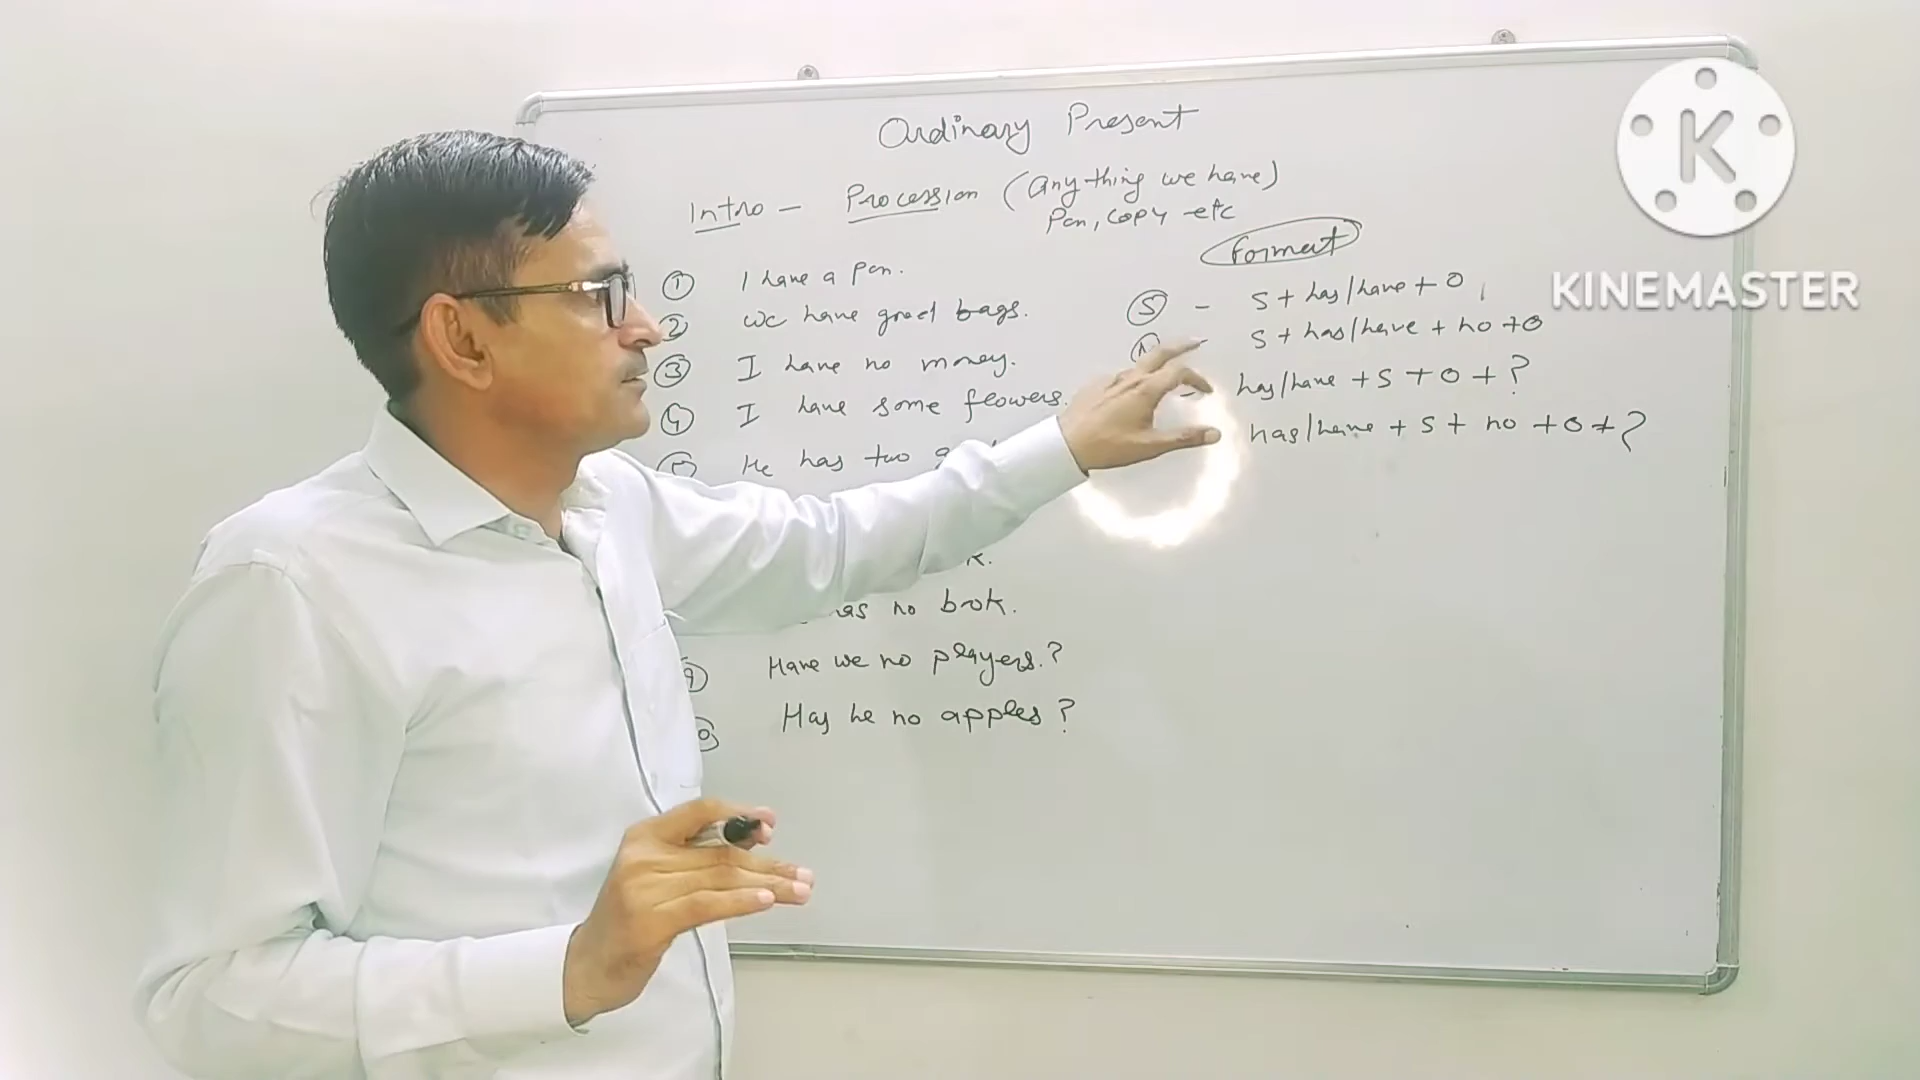 Ordinary Present
Intro - Procession (Anything we have)
Pen, copy etc
Format
① I have a pen.
② We have good bags.
③ I have no money.
④ I have some flowers.
⑤ He has two
has no book.
⑨ Have we no players.?
Has he no apples?
Ⓢ - S + has/have + O
S + has/have + no + O
has/have + S + O + ?
has/have + S + no + O + ?
K
KINEMASTER